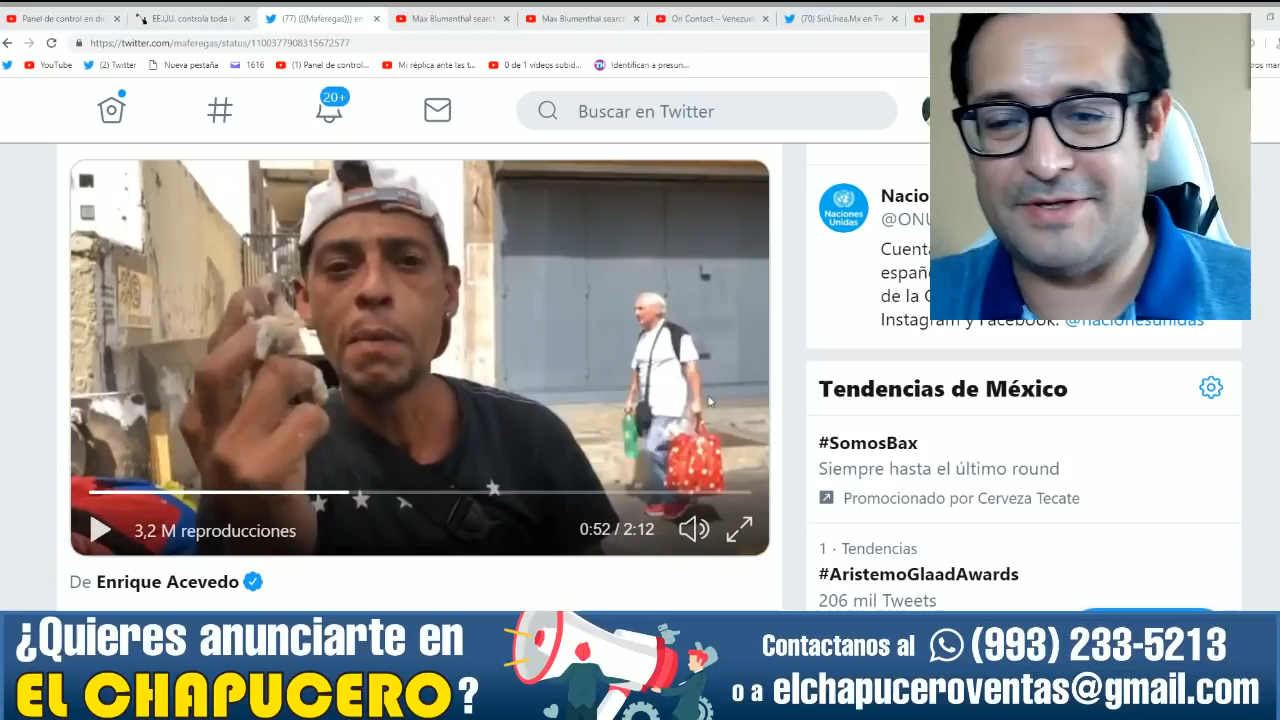 Panel de control en di
EE.UU. controla toda la
(77) (((Maferegas))) en
Max Blumenthal search
Max Blumenthal search
On Contact – Venezuel
(70) SinLínea.Mx en Tw
https://twitter.com/maferegas/status/1100377908315672577
YouTube
(2) Twitter
Nueva pestaña
1616
(1) Panel de control...
Mi réplica ante las t...
0 de 1 vídeos subid...
Identifican a presun...
20+
Buscar en Twitter
3,2 M reproducciones
0:52 / 2:12
De Enrique Acevedo
Naciones
Unidas
Nacio
@ONU
Cuenta
españ
de la
Instagram y Facebook: @nacionesunidas
Tendencias de México
#SomosBax
Siempre hasta el último round
Promocionado por Cerveza Tecate
1 · Tendencias
#AristemoGlaadAwards
206 mil Tweets
¿Quieres anunciarte en
EL CHAPUCERO?
Contactanos al (993) 233-5213
o a elchapuceroventas@gmail.com